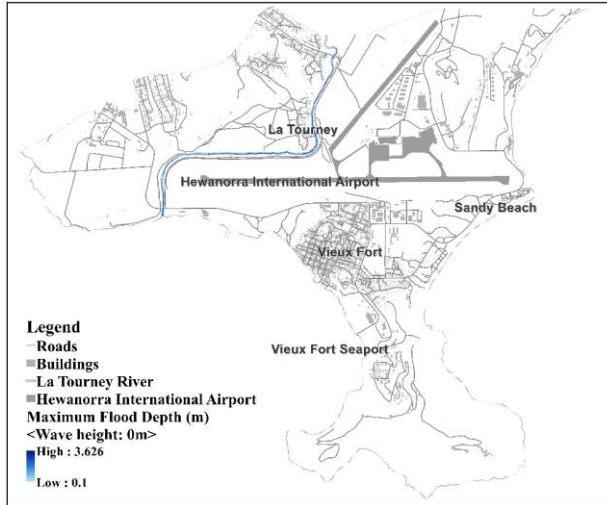 La Tourney
Hewanorra International Airport
Sandy Beach
Vieux Fort
Vieux Fort Seaport
Legend
Roads
Buildings
La Tourney River
Hewanorra International Airport
Maximum Flood Depth (m)
<Wave height: 0m>
High : 3.626
Low : 0.1